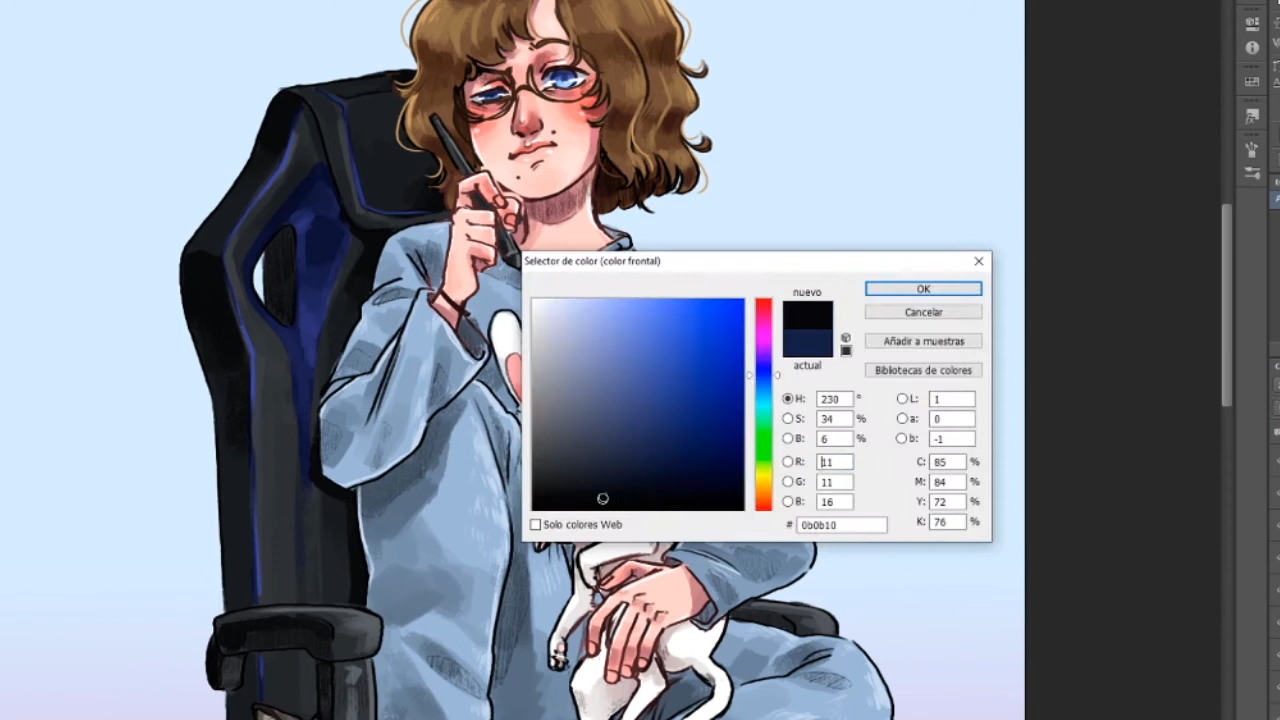 Selector de color (color frontal)
nuevo
actual
OK
Cancelar
Añadir a muestras
Bibliotecas de colores
H: 230 °
S: 34 %
B: 6 %
R: 11
G: 11
B: 16
L: 1
a: 0
b: -1
C: 85 %
M: 84 %
Y: 72 %
K: 76 %
# 0b0b10
Solo colores Web